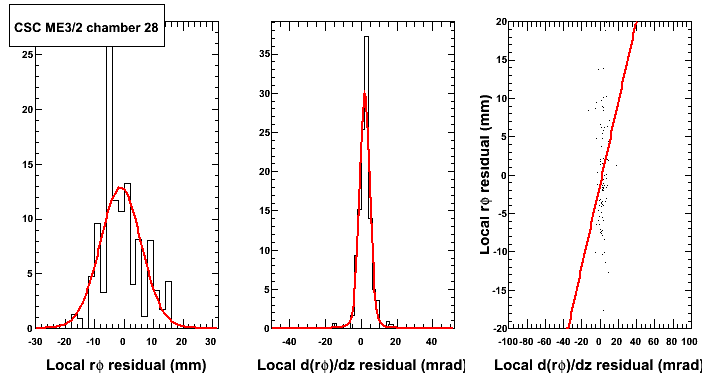 CSC ME3/2 chamber 28
25
20
15
10
5
0
-30 -20 -10 0 10 20 30
Local rϕ residual (mm)
35
30
25
20
15
10
5
0
-40 -20 0 20 40
Local d(rϕ)/dz residual (mrad)
Local rϕ residual (mm)
20
15
10
5
0
-5
-10
-15
-20
-100 -80 -60 -40 -20 0 20 40 60 80 100
Local d(rϕ)/dz residual (mrad)